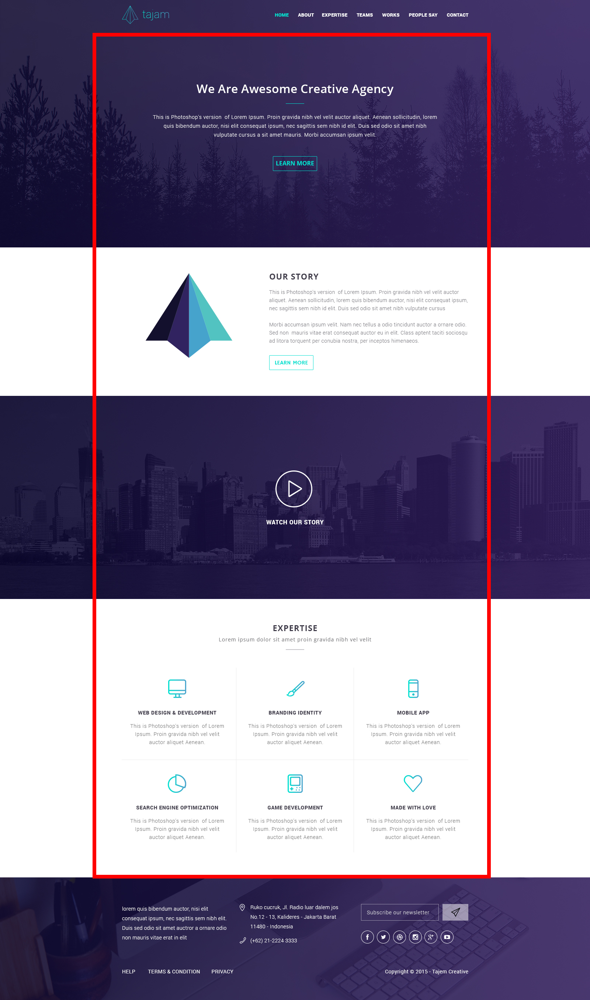 tajam
HOME ABOUT EXPERTISE TEAMS WORKS PEOPLE SAY CONTACT
We Are Awesome Creative Agency
This is Photoshop's version  of Lorem Ipsum. Proin gravida nibh vel velit auctor aliquet. Aenean sollicitudin, lorem
quis bibendum auctor, nisi elit consequat ipsum, nec sagittis sem nibh id elit. Duis sed odio sit amet nibh
vulputate cursus a sit amet mauris. Morbi accumsan ipsum velit.
LEARN MORE
OUR STORY
This is Photoshop's version  of Lorem Ipsum. Proin gravida nibh vel velit auctor
aliquet. Aenean sollicitudin, lorem quis bibendum auctor, nisi elit consequat ipsum,
nec sagittis sem nibh id elit. Duis sed odio sit amet nibh vulputate cursus
Morbi accumsan ipsum velit. Nam nec tellus a odio tincidunt auctor a ornare odio.
Sed non  mauris vitae erat consequat auctor eu in elit. Class aptent taciti sociosqu
ad litora torquent per conubia nostra, per inceptos himenaeos.
LEARN MORE
WATCH OUR STORY
EXPERTISE
Lorem ipsum dolor sit amet proin gravida nibh vel velit
WEB DESIGN & DEVELOPMENT
This is Photoshop's version  of Lorem
Ipsum. Proin gravida nibh vel velit
auctor aliquet Aenean.
BRANDING IDENTITY
This is Photoshop's version  of Lorem
Ipsum. Proin gravida nibh vel velit
auctor aliquet Aenean.
MOBILE APP
This is Photoshop's version  of Lorem
Ipsum. Proin gravida nibh vel velit
auctor aliquet Aenean.
SEARCH ENGINE OPTIMIZATION
This is Photoshop's version  of Lorem
Ipsum. Proin gravida nibh vel velit
auctor aliquet Aenean.
GAME DEVELOPMENT
This is Photoshop's version  of Lorem
Ipsum. Proin gravida nibh vel velit
auctor aliquet Aenean.
MADE WITH LOVE
This is Photoshop's version  of Lorem
Ipsum. Proin gravida nibh vel velit
auctor aliquet Aenean.
lorem quis bibendum auctor, nisi elit
consequat ipsum, nec sagittis sem nibh elit.
Duis sed odio sit amet auctror a ornare odio
non mauris vitae erat in elit
Ruko cucruk, Jl. Radio luar dalem jos
No.12 - 13, Kalideres - Jakarta Barat
11480 - Indonesia
(+62) 21-2224 3333
Subscribe our newsletter
HELP TERMS & CONDITION PRIVACY
Copyright © 2015 - Tajem Creative